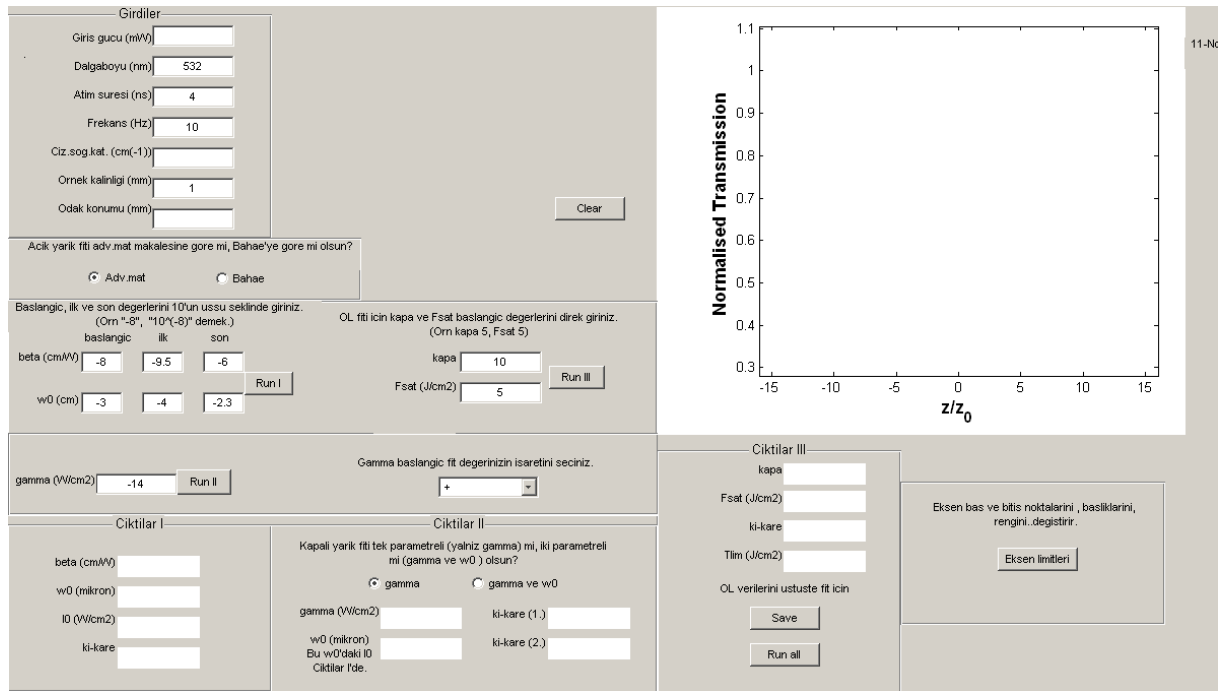 Girdiler
Giris gucu (mW)
Dalgaboyu (nm) 532
Atim suresi (ns) 4
Frekans (Hz) 10
Ciz.sog.kat. (cm(-1))
Ornek kalinligi (mm) 1
Odak konumu (mm)
Clear
Acik yarik fiti adv.mat makalesine gore mi, Bahae'ye gore mi olsun?
Adv.mat Bahae
Baslangic, ilk ve son degerlerini 10'un ussu seklinde giriniz.
(Orn "-8", "10^(-8)" demek.)
baslangic ilk son
beta (cm/W) -8 -9.5 -6
Run I
w0 (cm) -3 -4 -2.3
OL fiti icin kapa ve Fsat baslangic degerlerini direk giriniz.
(Orn kapa 5, Fsat 5)
kapa 10
Fsat (J/cm2) 5
Run III
gamma (W/cm2) -14 Run II
Gamma baslangic fit degerinizin isaretini seciniz.
+
Ciktilar I
beta (cm/W)
w0 (mikron)
I0 (W/cm2)
ki-kare
Ciktilar II
Kapali yarik fiti tek parametreli (yalniz gamma) mi, iki parametreli
mi (gamma ve w0 ) olsun?
gamma gamma ve w0
gamma (W/cm2) ki-kare (1.)
w0 (mikron) ki-kare (2.)
Bu w0'daki I0
Ciktilar I'de.
1.1
1
0.9
0.8
0.7
0.6
0.5
0.4
0.3
Normalised Transmission
-15 -10 -5 0 5 10 15
z/z0
11-No
Ciktilar III
kapa
Fsat (J/cm2)
ki-kare
Tlim (J/cm2)
OL verilerini ustuste fit icin
Save
Run all
Eksen bas ve bitis noktalarini , basliklarini,
rengini..degistirir.
Eksen limitleri